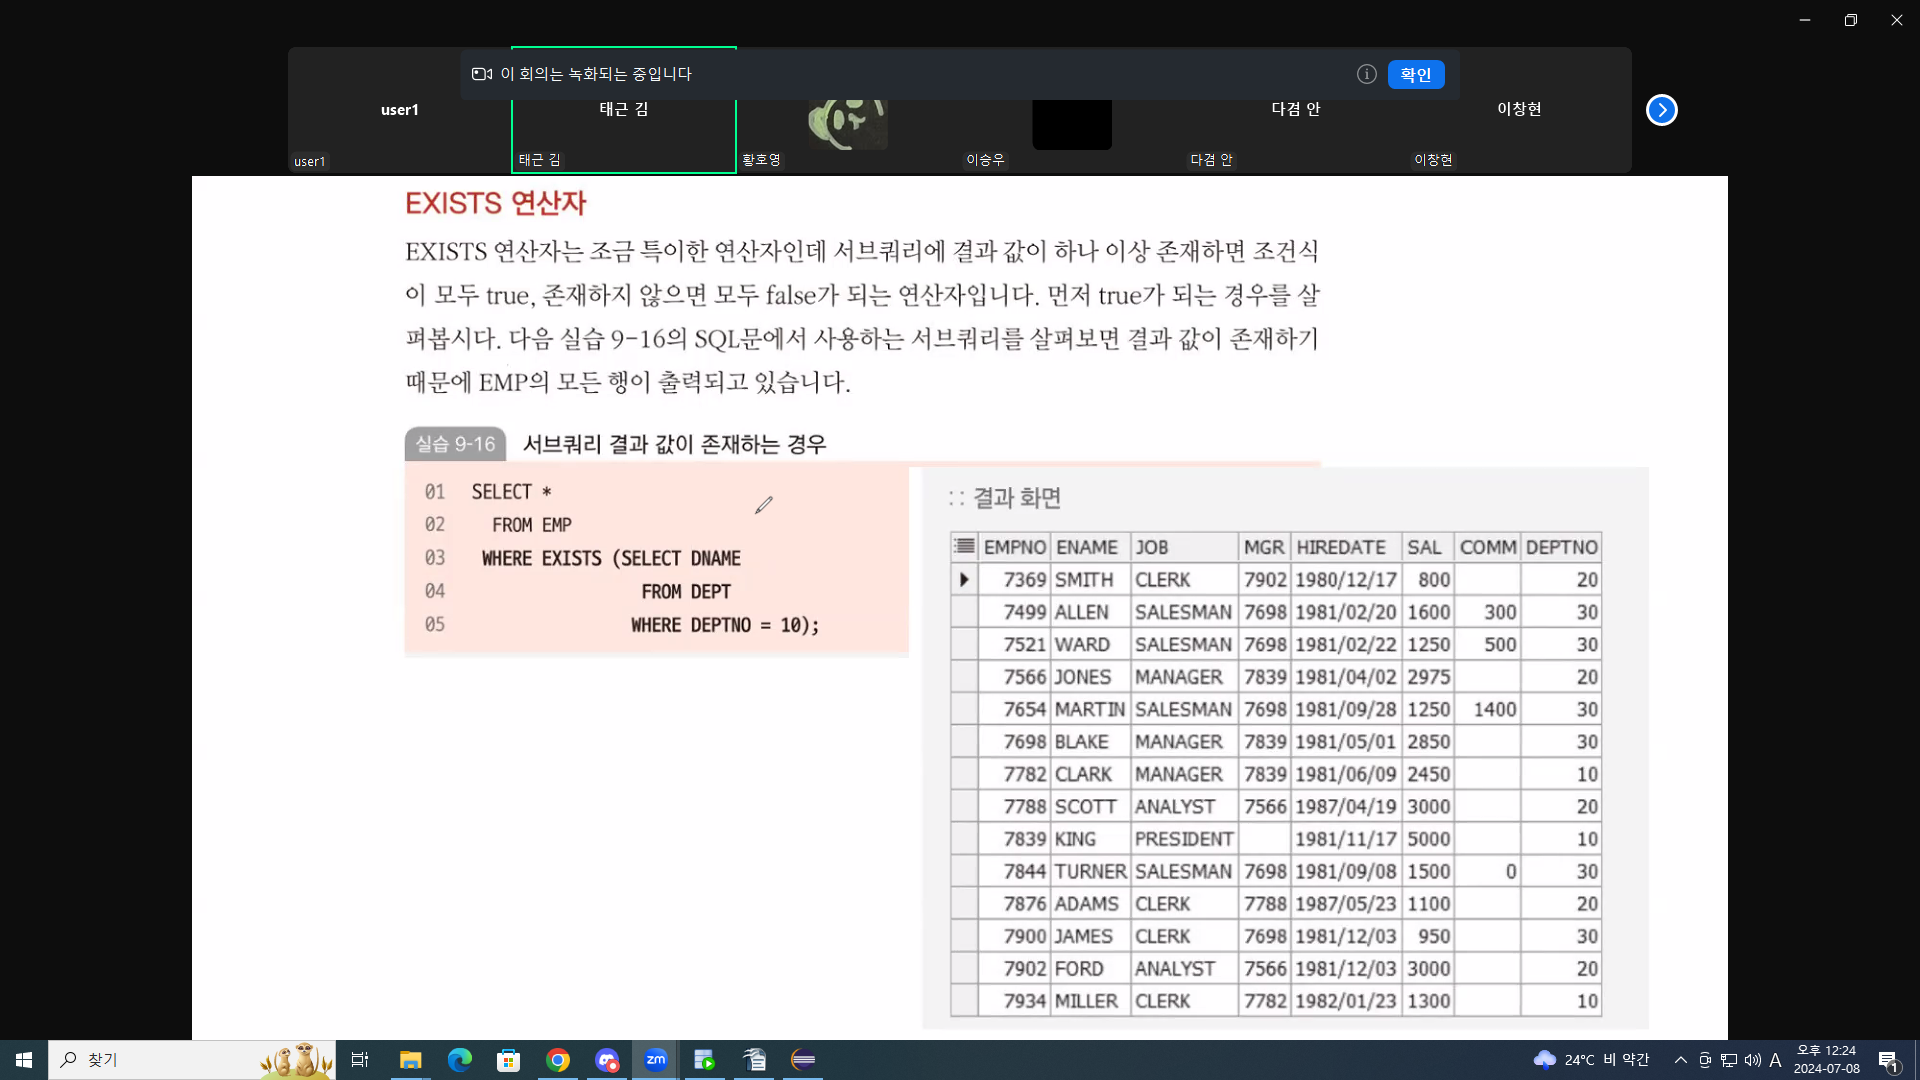 이 회의는 녹화되는 중입니다
확인
user1
태근 김
다겸 안
이창현
user1
태근 김
황호영
이승우
다겸 안
이창현
EXISTS 연산자
EXISTS 연산자는 조금 특이한 연산자인데 서브쿼리에 결과 값이 하나 이상 존재하면 조건식
이 모두 true, 존재하지 않으면 모두 false가 되는 연산자입니다. 먼저 true가 되는 경우를 살
펴봅시다. 다음 실습 9-16의 SQL문에서 사용하는 서브쿼리를 살펴보면 결과 값이 존재하기
때문에 EMP의 모든 행이 출력되고 있습니다.
실습 9-16 서브쿼리 결과 값이 존재하는 경우
01 SELECT *
02 FROM EMP
03 WHERE EXISTS (SELECT DNAME
04 FROM DEPT
05 WHERE DEPTNO = 10);
:: 결과 화면
EMPNO ENAME JOB MGR HIREDATE SAL COMM DEPTNO
7369 SMITH CLERK 7902 1980/12/17 800 20
7499 ALLEN SALESMAN 7698 1981/02/20 1600 300 30
7521 WARD SALESMAN 7698 1981/02/22 1250 500 30
7566 JONES MANAGER 7839 1981/04/02 2975 20
7654 MARTIN SALESMAN 7698 1981/09/28 1250 1400 30
7698 BLAKE MANAGER 7839 1981/05/01 2850 30
7782 CLARK MANAGER 7839 1981/06/09 2450 10
7788 SCOTT ANALYST 7566 1987/04/19 3000 20
7839 KING PRESIDENT 1981/11/17 5000 10
7844 TURNER SALESMAN 7698 1981/09/08 1500 0 30
7876 ADAMS CLERK 7788 1987/05/23 1100 20
7900 JAMES CLERK 7698 1981/12/03 950 30
7902 FORD ANALYST 7566 1981/12/03 3000 20
7934 MILLER CLERK 7782 1982/01/23 1300 10
찾기
zm
24°C 비 약간
A
오후 12:24
2024-07-08
1